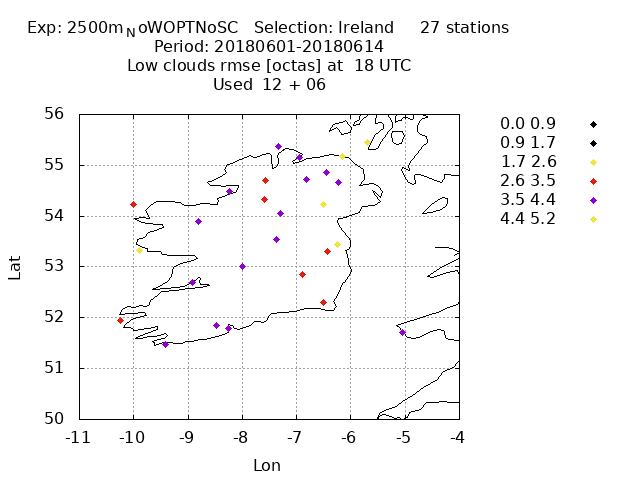 Exp: 2500m_NoWOPTNoSC   Selection: Ireland     27 stations
Period: 20180601-20180614
Low clouds rmse [octas] at  18 UTC
Used  12 + 06
56
55
54
53
52
51
50
-11 -10 -9 -8 -7 -6 -5 -4
Lat
Lon
0.0 0.9
0.9 1.7
1.7 2.6
2.6 3.5
3.5 4.4
4.4 5.2